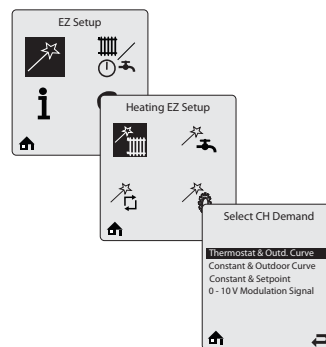 EZ Setup
Heating EZ Setup
Select CH Demand
Thermostat & Outd. Curve
Constant & Outdoor Curve
Constant & Setpoint
0 - 10 V Modulation Signal